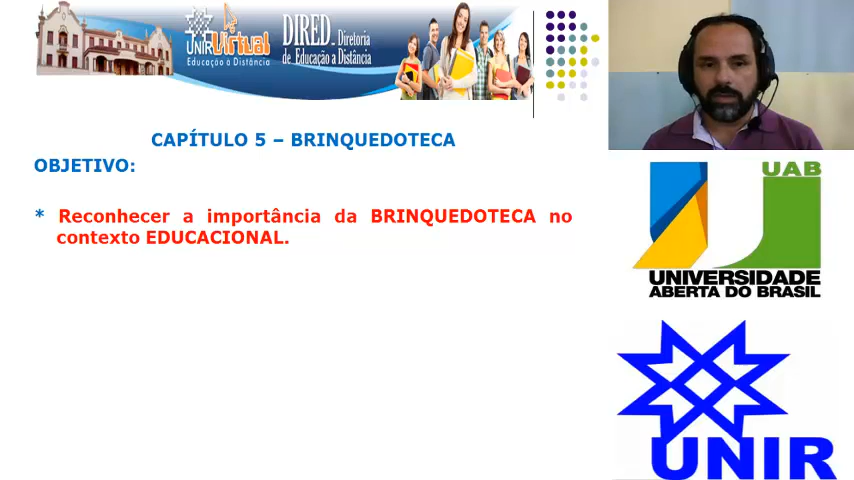 UNIR Virtual
Educação a Distância
DIRED - Diretoria
de Educação a Distância
CAPÍTULO 5 – BRINQUEDOTECA
OBJETIVO:
* Reconhecer a importância da BRINQUEDOTECA no
contexto EDUCACIONAL.
UAB
UNIVERSIDADE
ABERTA DO BRASIL
UNIR